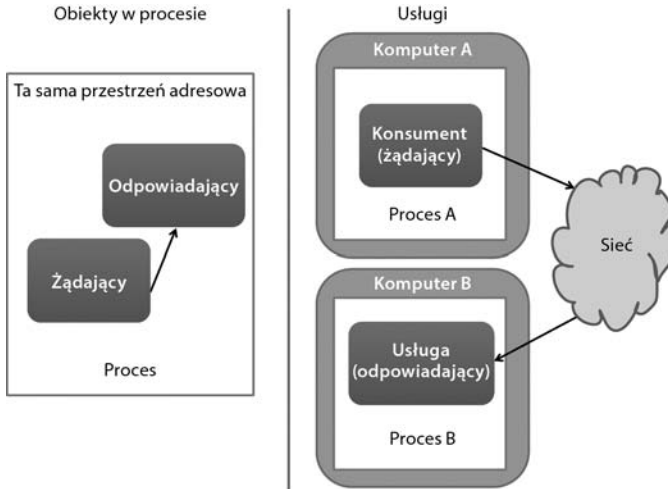 Obiekty w procesie
Ta sama przestrzeń adresowa
Odpowiadający
Żądający
Proces
Usługi
Komputer A
Konsument
(żądający)
Proces A
Sieć
Komputer B
Usługa
(odpowiadający)
Proces B